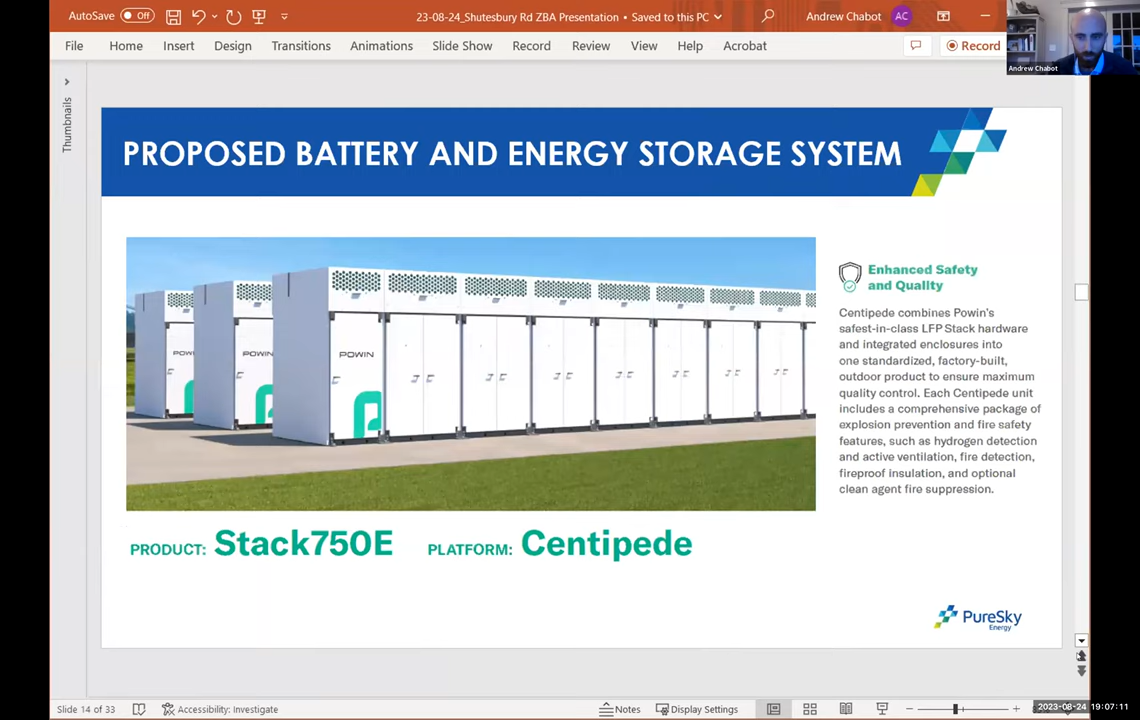 AutoSave Off
23-08-24_Shutesbury Rd ZBA Presentation • Saved to this PC
Andrew Chabot AC
File Home Insert Design Transitions Animations Slide Show Record Review View Help Acrobat
Record
Andrew Chabot
Thumbnails
PROPOSED BATTERY AND ENERGY STORAGE SYSTEM
POWIN
POWIN
POWIN
Enhanced Safety
and Quality
Centipede combines Powin's
safest-in-class LFP Stack hardware
and integrated enclosures into
one standardized, factory-built,
outdoor product to ensure maximum
quality control. Each Centipede unit
includes a comprehensive package of
explosion prevention and fire safety
features, such as hydrogen detection
and active ventilation, fire detection,
fireproof insulation, and optional
clean agent fire suppression.
PRODUCT: Stack750E PLATFORM: Centipede
PureSky
Energy
Slide 14 of 33
Accessibility: Investigate
Notes
Display Settings
2023-08-24 19:07:11